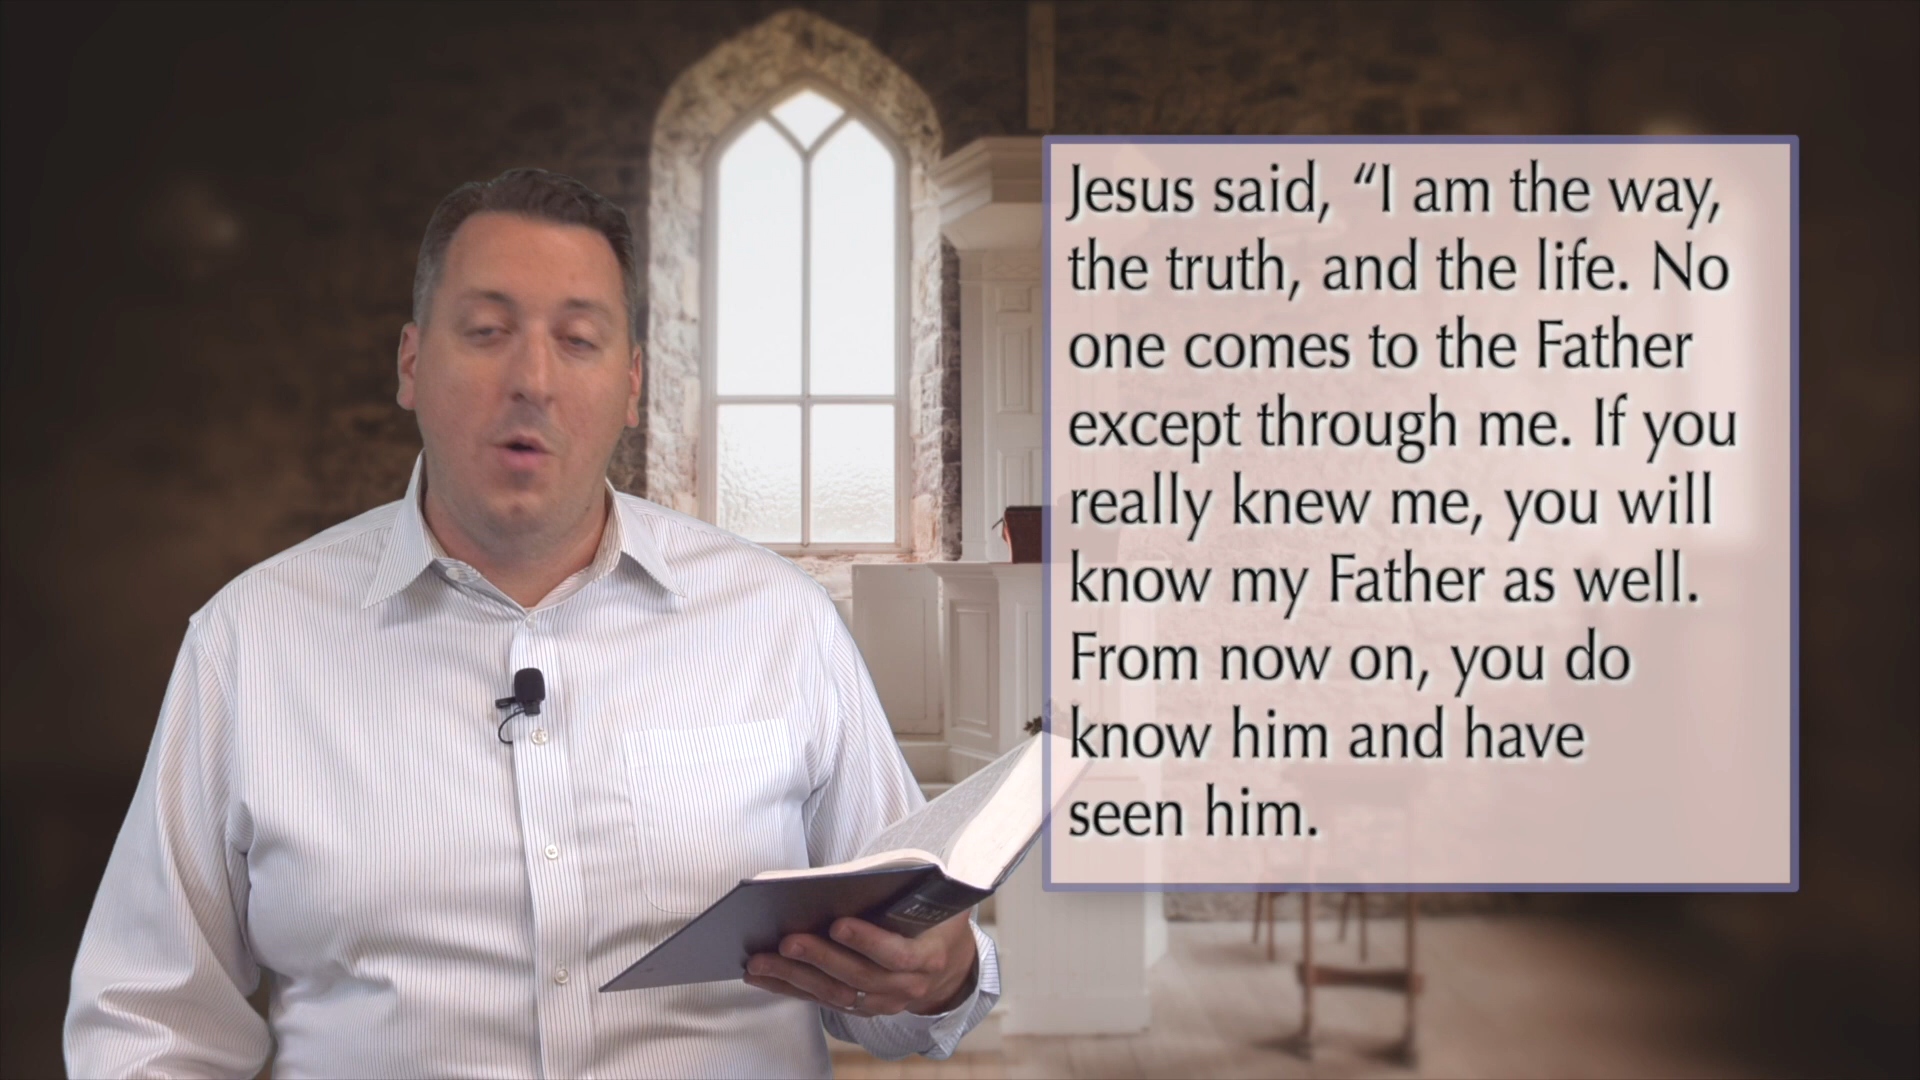 Jesus said, “I am the way,
the truth, and the life. No
one comes to the Father
except through me. If you
really knew me, you will
know my Father as well.
From now on, you do
know him and have
seen him.